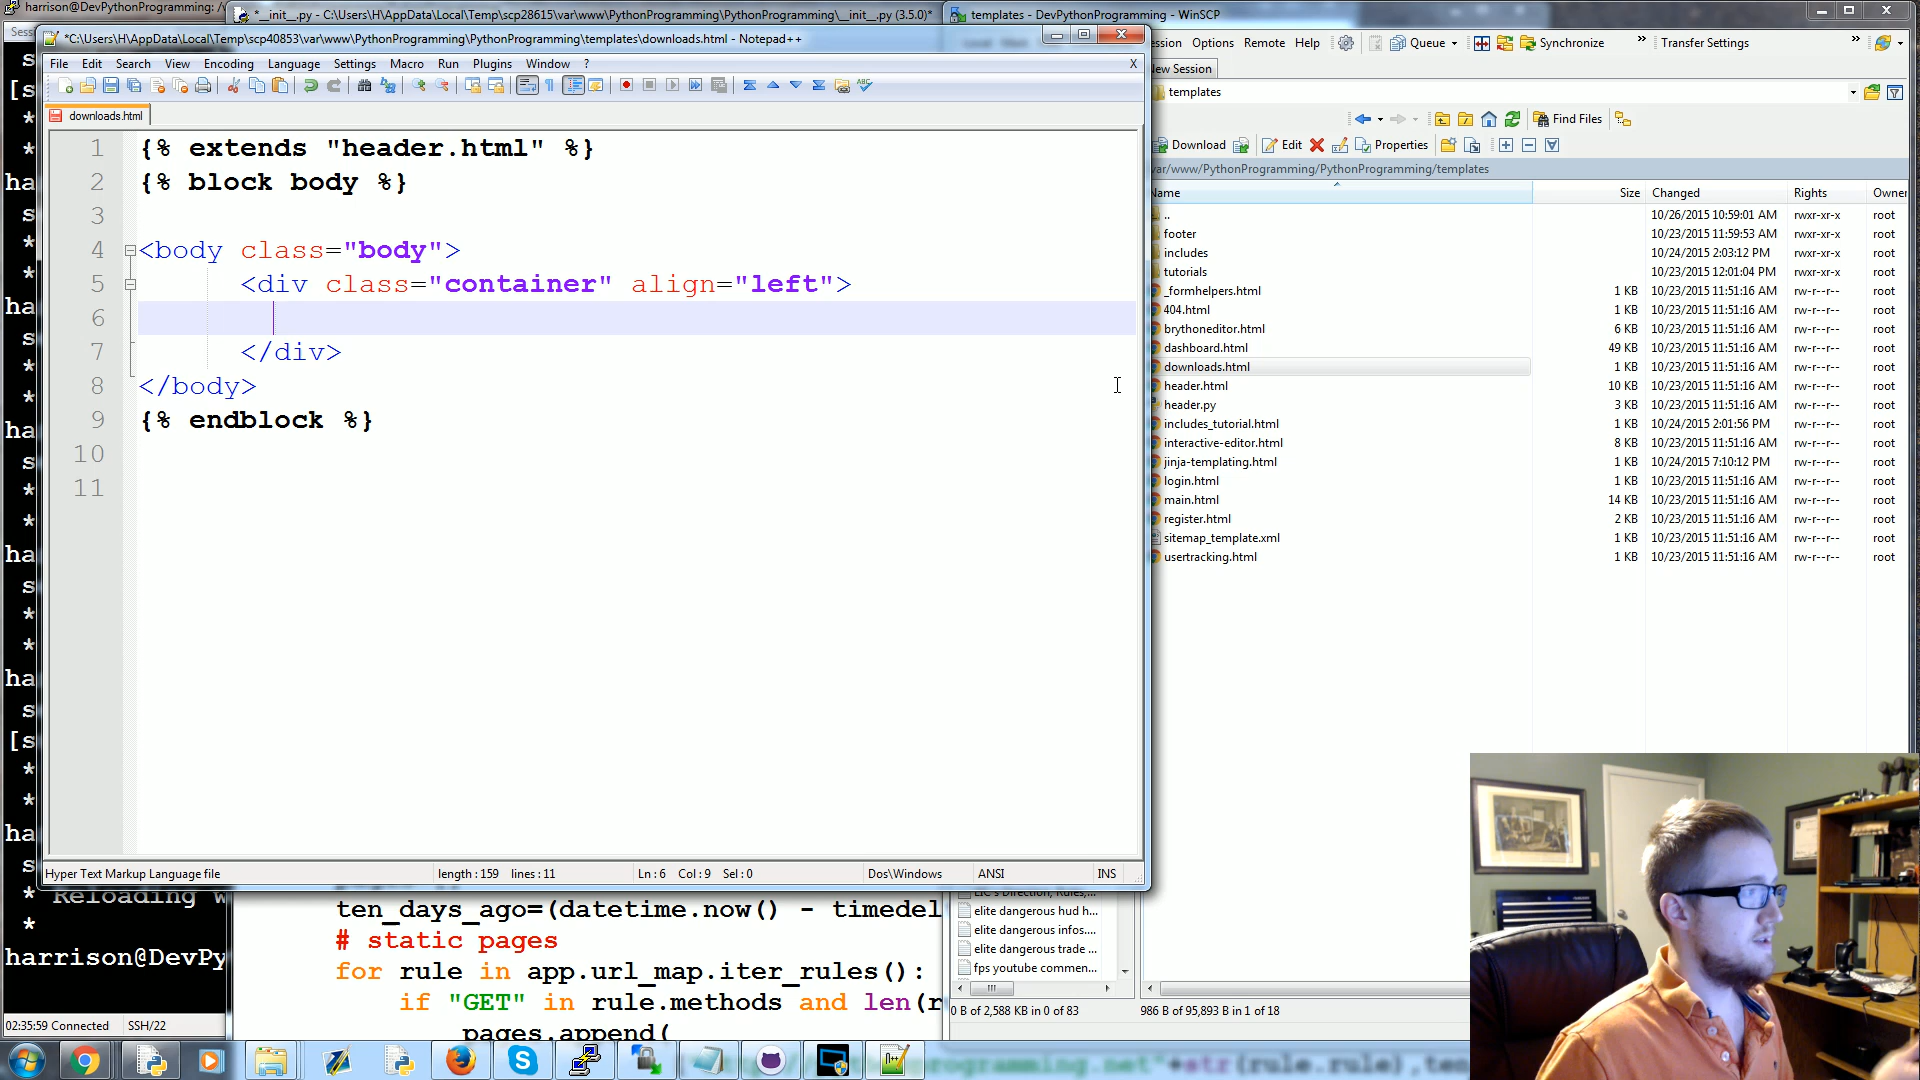 harrison@DevPythonProgramming: /v
*__init__.py - C:\Users\H\AppData\Local\Temp\scp28615\var\www\PythonProgramming\PythonProgramming\__init__.py (3.5.0)*
templates - DevPythonProgramming - WinSCP
*C:\Users\H\AppData\Local\Temp\scp40853\var\www\PythonProgramming\PythonProgramming\templates\downloads.html - Notepad++
File Edit Search View Encoding Language Settings Macro Run Plugins Window ? X
downloads.html
1 {% extends "header.html" %}
2 {% block body %}
3
4 <body class="body">
5 <div class="container" align="left">
6
7 </div>
8 </body>
9 {% endblock %}
10
11
Hyper Text Markup Language file length : 159 lines : 11 Ln : 6 Col : 9 Sel : 0 Dos\Windows ANSI INS
ession Options Remote Help Queue Synchronize Transfer Settings
New Session
templates
Find Files
Download Edit Properties
var/www/PythonProgramming/PythonProgramming/templates
Name Size Changed Rights Owner
.. 10/26/2015 10:59:01 AM rwxr-xr-x root
footer 10/23/2015 11:59:53 AM rwxr-xr-x root
includes 10/24/2015 2:03:12 PM rwxr-xr-x root
tutorials 10/23/2015 12:01:04 PM rwxr-xr-x root
_formhelpers.html 1 KB 10/23/2015 11:51:16 AM rw-r--r-- root
404.html 1 KB 10/23/2015 11:51:16 AM rw-r--r-- root
brythoneditor.html 6 KB 10/23/2015 11:51:16 AM rw-r--r-- root
dashboard.html 49 KB 10/23/2015 11:51:16 AM rw-r--r-- root
downloads.html 1 KB 10/23/2015 11:51:16 AM rw-r--r-- root
header.html 10 KB 10/23/2015 11:51:16 AM rw-r--r-- root
header.py 3 KB 10/23/2015 11:51:16 AM rw-r--r-- root
includes_tutorial.html 1 KB 10/24/2015 2:01:56 PM rw-r--r-- root
interactive-editor.html 8 KB 10/23/2015 11:51:16 AM rw-r--r-- root
jinja-templating.html 1 KB 10/24/2015 7:10:12 PM rw-r--r-- root
login.html 1 KB 10/23/2015 11:51:16 AM rw-r--r-- root
main.html 14 KB 10/23/2015 11:51:16 AM rw-r--r-- root
register.html 2 KB 10/23/2015 11:51:16 AM rw-r--r-- root
sitemap_template.xml 1 KB 10/23/2015 11:51:16 AM rw-r--r-- root
usertracking.html 1 KB 10/23/2015 11:51:16 AM rw-r--r-- root
* Reloading w
*
harrison@DevPy
02:35:59 Connected SSH/22
ten_days_ago=(datetime.now() - timedel
# static pages
for rule in app.url_map.iter_rules():
if "GET" in rule.methods and len(r
pages.append(
elite dangerous hud h...
elite dangerous infos....
elite dangerous trade ...
fps youtube commen...
0 B of 2,588 KB in 0 of 83
986 B of 95,893 B in 1 of 18
ogramming.net"+str(rule.rule),ten